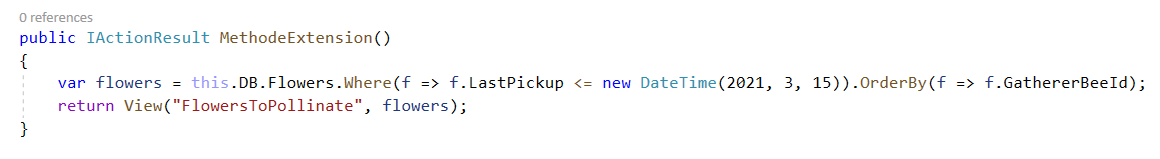 0 references
public IActionResult MethodeExtension()
{
    var flowers = this.DB.Flowers.Where(f => f.LastPickup <= new DateTime(2021, 3, 15)).OrderBy(f => f.GathererBeeId);
    return View("FlowersToPollinate", flowers);
}